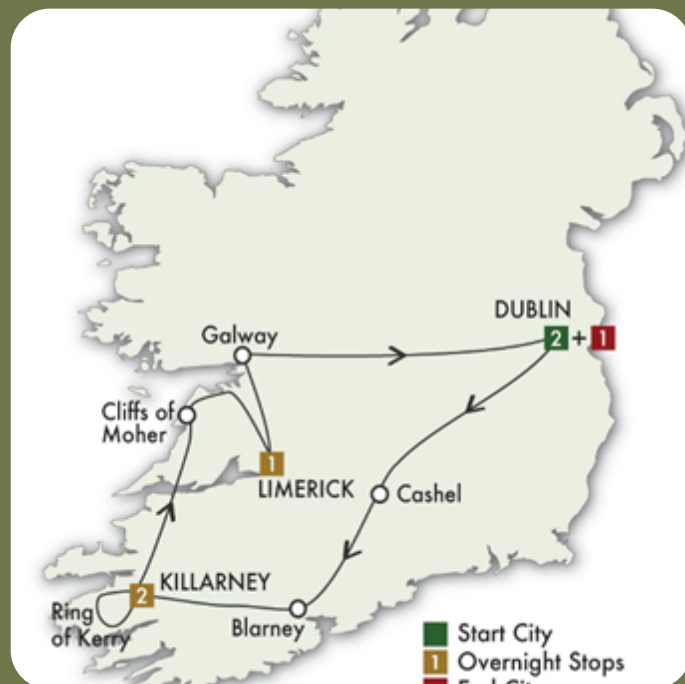 DUBLIN
2 + 1
Galway
Cliffs of
Moher
1
LIMERICK
Cashel
2 KILLARNEY
Ring
of Kerry
Blarney
Start City
1 Overnight Stops